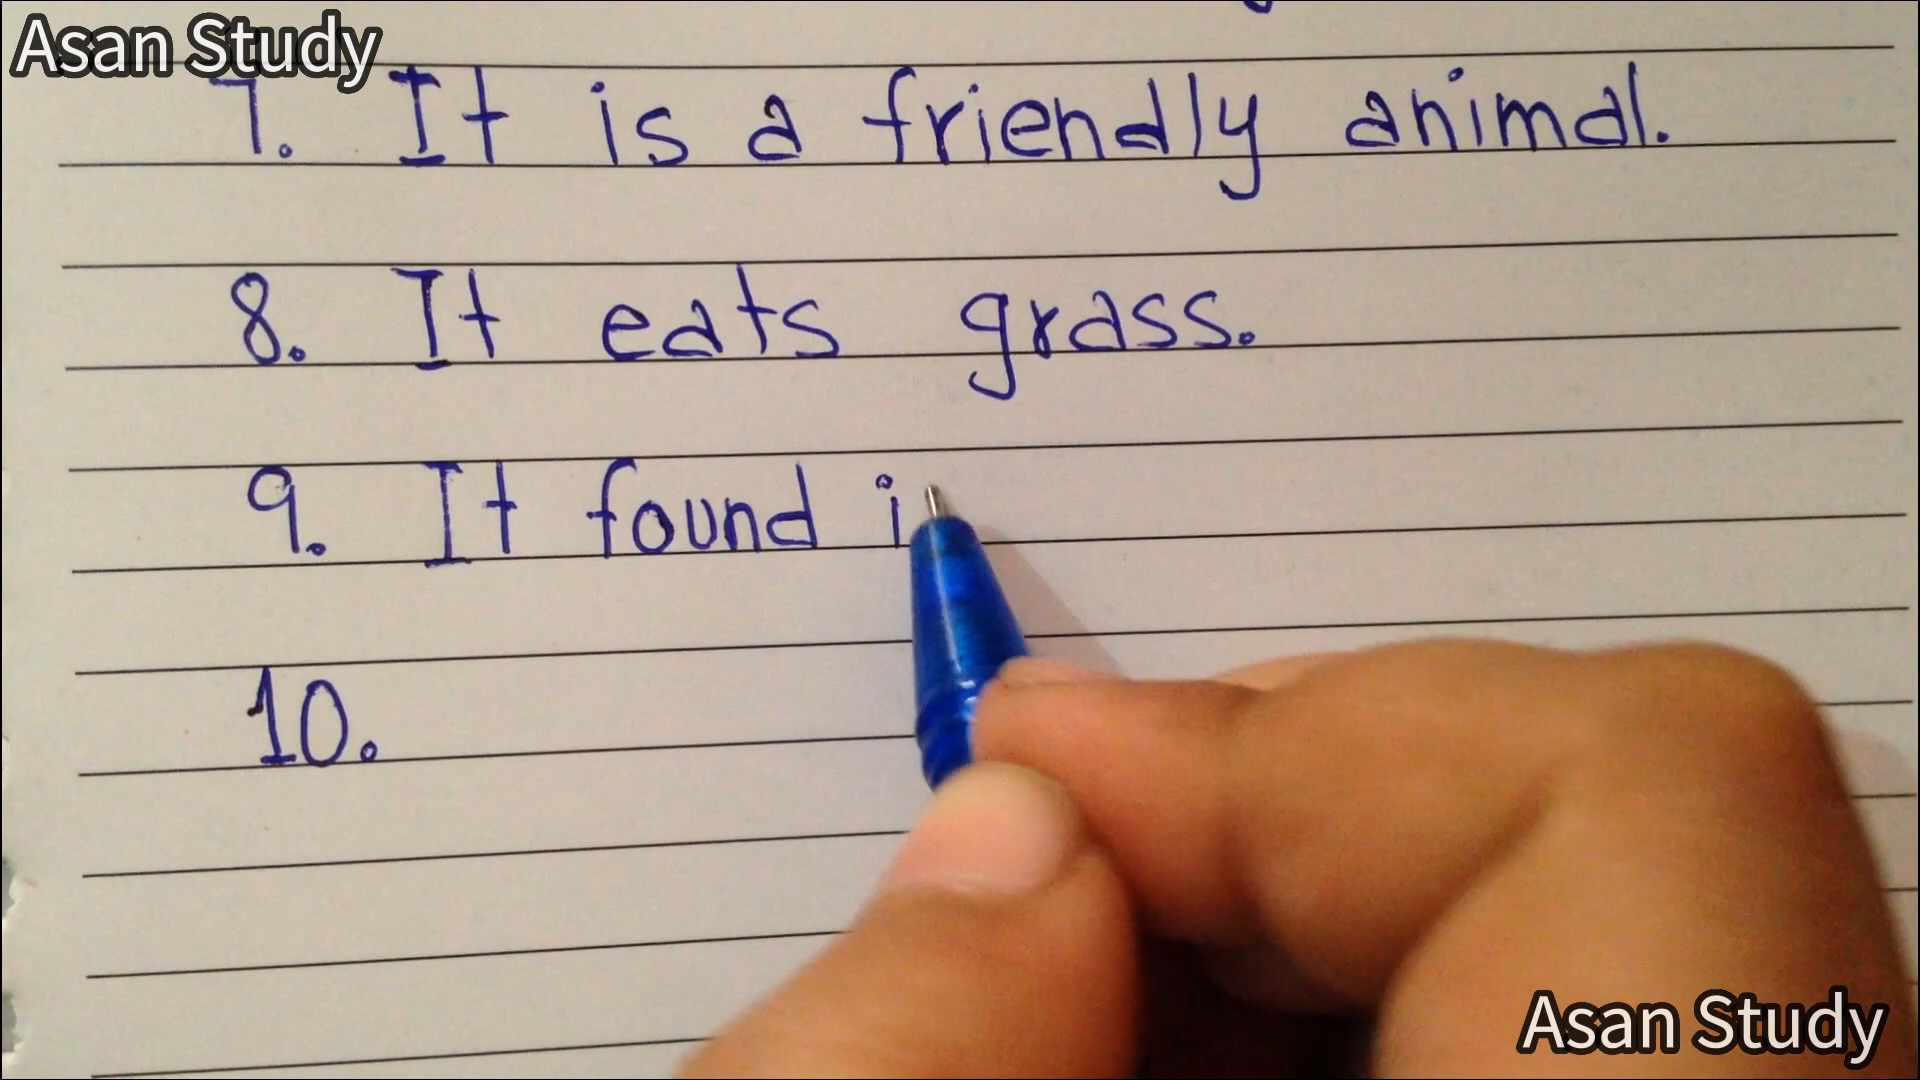 Asan Study
7. It is a friendly animal.
8. It eats grass.
9. It found i
10.
Asan Study